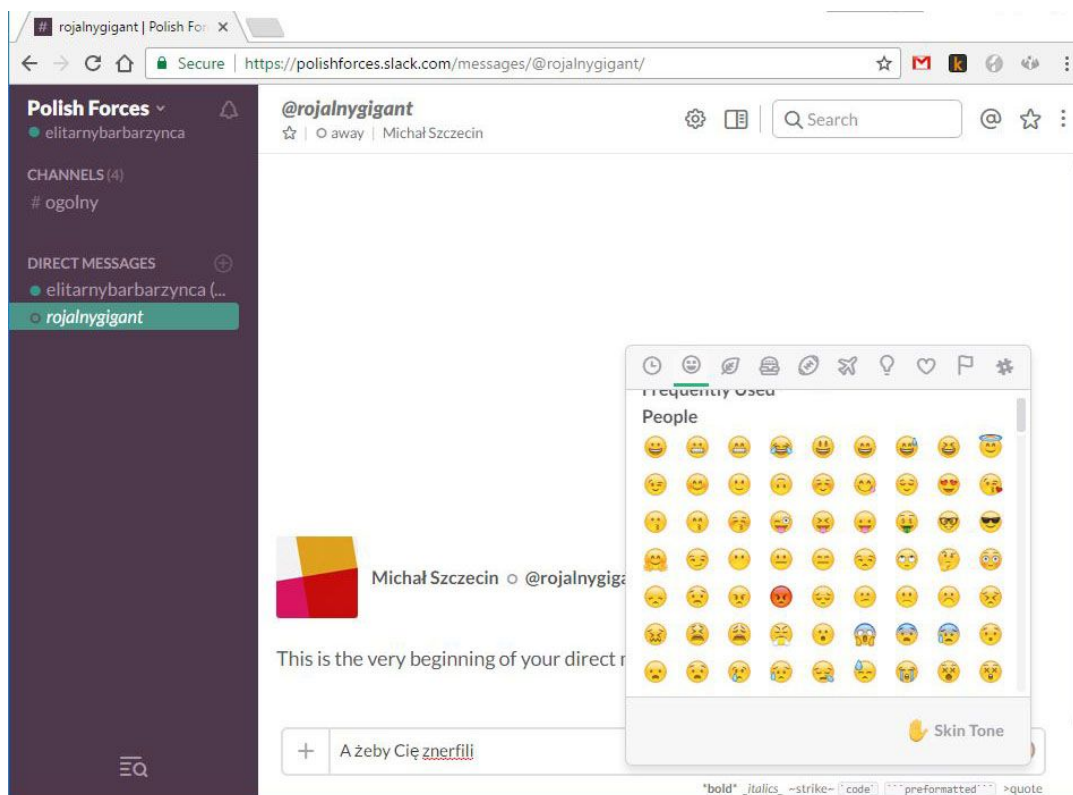 rojalnygigant | Polish For
Secure | https://polishforces.slack.com/messages/@rojalnygigant/
Polish Forces
elitarnybarbarzynca
@rojalnygigant
away | Michał Szczecin
Search
CHANNELS (4)
# ogolny
DIRECT MESSAGES
elitarnybarbarzynca (...
rojalnygigant
Frequently Used
People
Michał Szczecin @rojalnygiga
This is the very beginning of your direct
Skin Tone
A żeby Cię znerfili
*bold* _italics_ ~strike~ `code` ```preformatted``` >quote